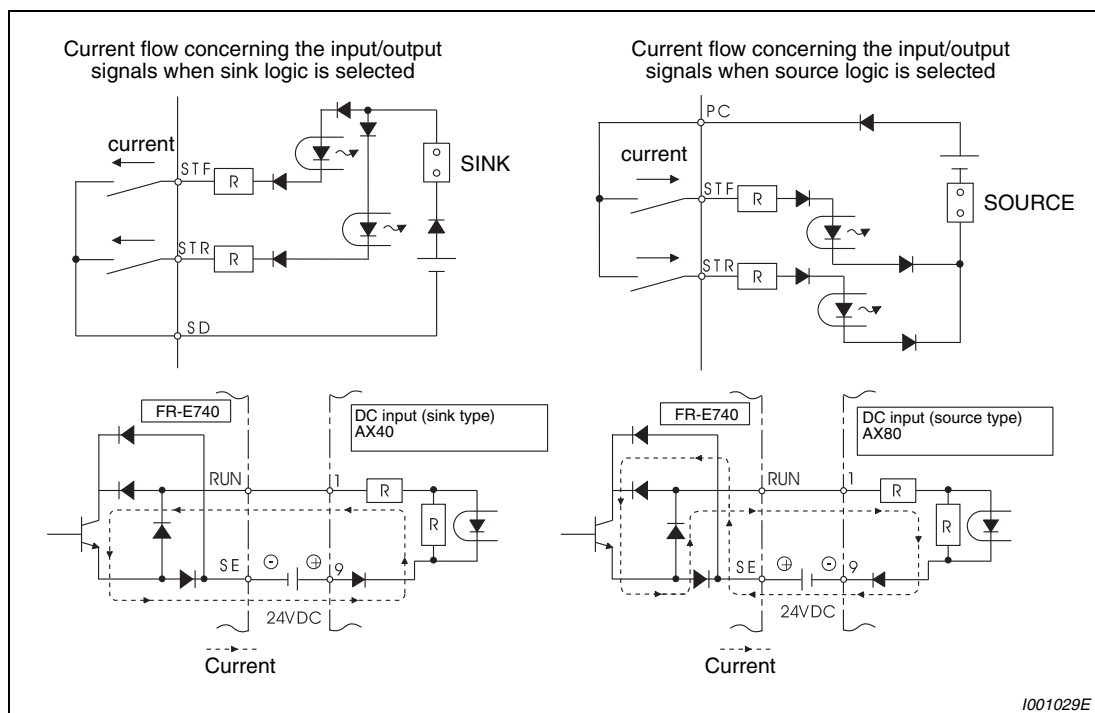 Current flow concerning the input/output
signals when sink logic is selected
current
STF
R
SINK
STR
R
SD
Current flow concerning the input/output
signals when source logic is selected
PC
current
STF
R
SOURCE
STR
R
FR-E740
DC input (sink type)
AX40
RUN
1
R
R
SE
9
24VDC
Current
FR-E740
DC input (source type)
AX80
RUN
1
R
R
SE
9
24VDC
Current
I001029E